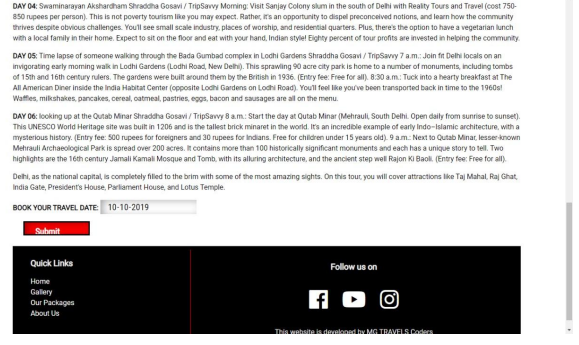 DAY 04: Swaminarayan Akshardham Shraddha Gosavi / TripSavvy Morning: Visit Sanjay Colony slum in the south of Delhi with Reality Tours and Travel (cost 750-
850 rupees per person). This is not poverty tourism like you may expect. Rather, it's an opportunity to dispel preconceived notions, and learn how the community
thrives despite obvious challenges. You'll see small scale industry, places of worship, and residential quarters. Plus, there's the option to have a vegetarian lunch
with a local family in their home. Expect to sit on the floor and eat with your hand, Indian style! Eighty percent of tour profits are invested in helping the community.
DAY 05: Time lapse of someone walking through the Bada Gumbad complex in Lodhi Gardens Shraddha Gosavi / TripSavvy 7 a.m.: Join fit Delhi locals on an
invigorating early morning walk in Lodhi Gardens (Lodhi Road, New Delhi). This sprawling 90 acre city park is home to a number of monuments, including tombs
of 15th and 16th century rulers. The gardens were built around them by the British in 1936. (Entry fee: Free for all). 8:30 a.m.: Tuck into a hearty breakfast at The
All American Diner inside the India Habitat Center (opposite Lodhi Gardens on Lodhi Road). You'll feel like you've been transported back in time to the 1960s!
Waffles, milkshakes, pancakes, cereal, oatmeal, pastries, eggs, bacon and sausages are all on the menu.
DAY 06: looking up at the Qutab Minar Shraddha Gosavi / TripSavvy 8 a.m.: Start the day at Qutab Minar (Mehrauli, South Delhi. Open daily from sunrise to sunset).
This UNESCO World Heritage site was built in 1206 and is the tallest brick minaret in the world. It's an incredible example of early Indo–Islamic architecture, with a
mysterious history. (Entry fee: 500 rupees for foreigners and 30 rupees for Indians. Free for children under 15 years old). 9 a.m.: Next to Qutab Minar, lesser-known
Mehrauli Archaeological Park is spread over 200 acres. It contains more than 100 historically significant monuments and each has a unique story to tell. Two
highlights are the 16th century Jamali Kamali Mosque and Tomb, with its alluring architecture, and the ancient step well Rajon Ki Baoli. (Entry fee: Free for all).
Delhi, as the national capital, is completely filled to the brim with some of the most amazing sights. On this tour, you will cover attractions like Taj Mahal, Raj Ghat,
India Gate, President's House, Parliament House, and Lotus Temple.
BOOK YOUR TRAVEL DATE: 10-10-2019
Submit
Quick Links
Follow us on
Home
Gallery
Our Packages
About Us
This website is developed by MG TRAVELS Coders